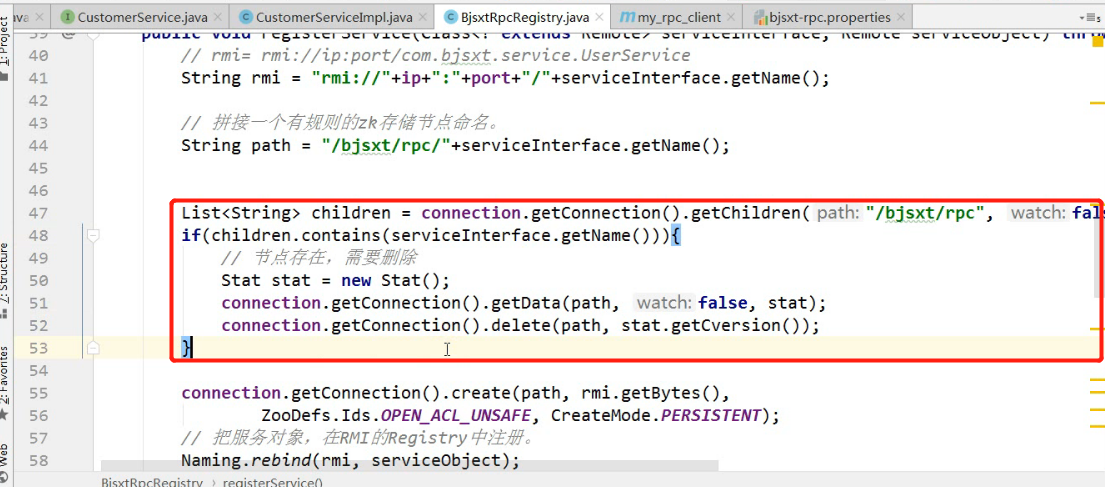 ava
CustomerService.java
CustomerServiceImpl.java
BjsxtRpcRegistry.java
my_rpc_client
bjsxt-rpc.properties
1: Project
39 public void registerService(Class<? extends Remote> serviceInterface, Remote serviceObject) thro
40 // rmi= rmi://ip:port/com.bjsxt.service.UserService
41 String rmi = "rmi://"+ip+":"+port+"/"+serviceInterface.getName();
42
43 // 拼接一个有规则的zk存储节点命名。
44 String path = "/bjsxt/rpc/"+serviceInterface.getName();
45
46
47 List<String> children = connection.getConnection().getChildren( path: "/bjsxt/rpc", watch: fals
48 if(children.contains(serviceInterface.getName())){
49 // 节点存在，需要删除
50 Stat stat = new Stat();
51 connection.getConnection().getData(path, watch: false, stat);
52 connection.getConnection().delete(path, stat.getCversion());
53 }
54
55 connection.getConnection().create(path, rmi.getBytes(),
56 ZooDefs.Ids.OPEN_ACL_UNSAFE, CreateMode.PERSISTENT);
57 // 把服务对象，在RMI的Registry中注册。
58 Naming.rebind(rmi, serviceObject);
7: Structure
2: Favorites
Web
BjsxtRpcRegistry > registerService()